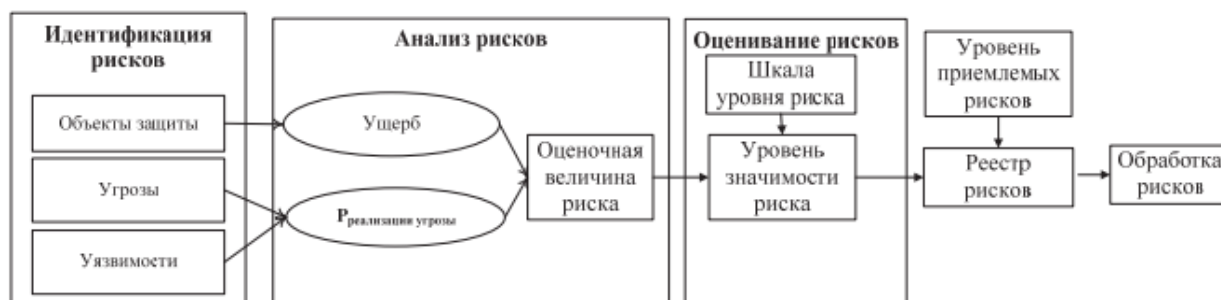 Идентификация
рисков
Объекты защиты
Угрозы
Уязвимости
Анализ рисков
Ущерб
Pреализации угрозы
Оценочная
величина
риска
Оценивание рисков
Шкала
уровня риска
Уровень
значимости
риска
Уровень
приемлемых
рисков
Реестр
рисков
Обработка
рисков